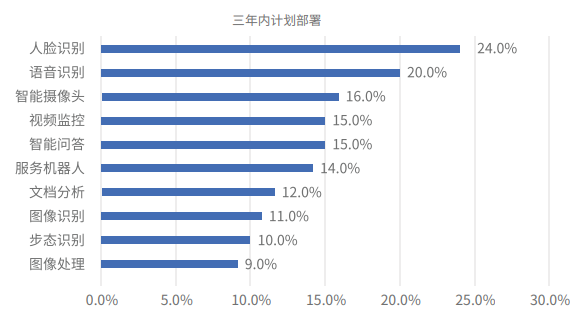 三年内计划部署
人脸识别 24.0%
语音识别 20.0%
智能摄像头 16.0%
视频监控 15.0%
智能问答 15.0%
服务机器人 14.0%
文档分析 12.0%
图像识别 11.0%
步态识别 10.0%
图像处理 9.0%
0.0% 5.0% 10.0% 15.0% 20.0% 25.0% 30.0%